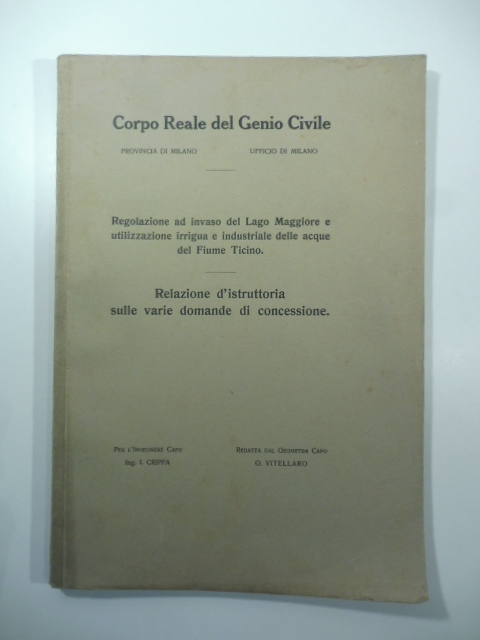 Corpo Reale del Genio Civile
PROVINCIA DI MILANO UFFICIO DI MILANO
Regolazione ad invaso del Lago Maggiore e
utilizzazione irrigua e industriale delle acque
del Fiume Ticino.
Relazione d'istruttoria
sulle varie domande di concessione.
PER L'INGEGNERE CAPO REDATTA DAL GEOMETRA CAPO
Ing. I. CEPPA O. VITELLARO